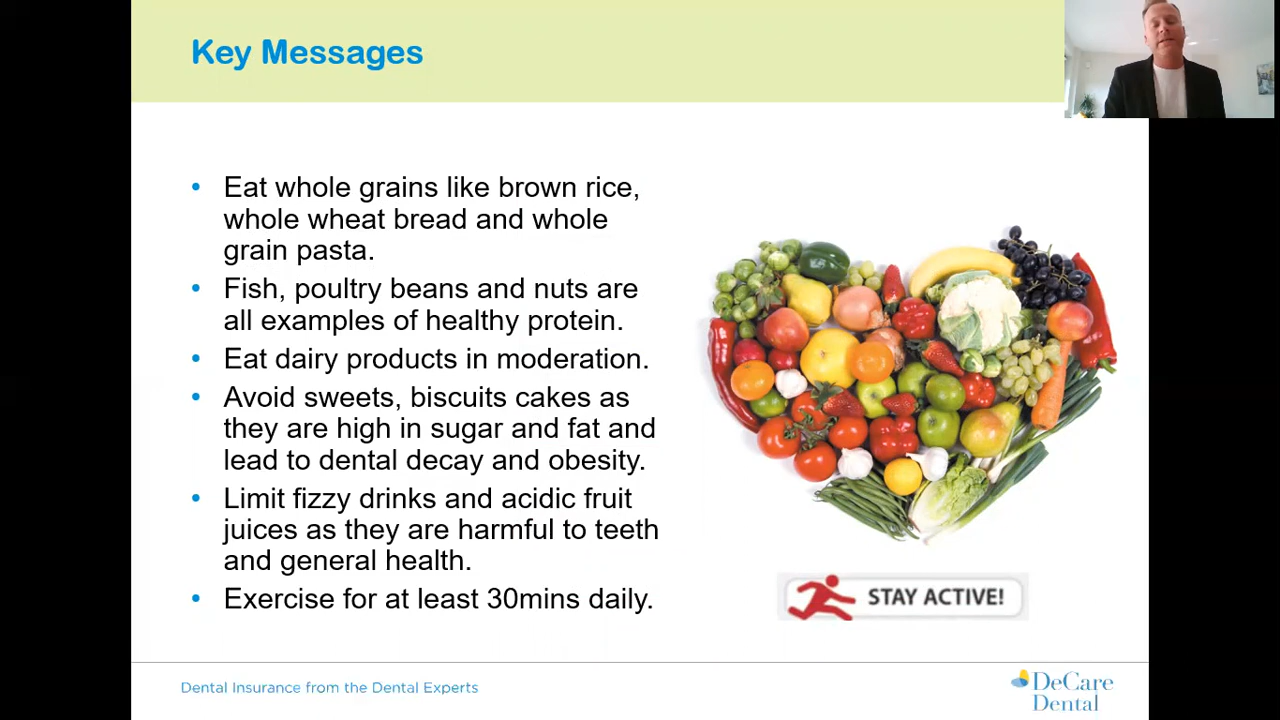 Key Messages
• Eat whole grains like brown rice,
whole wheat bread and whole
grain pasta.
• Fish, poultry beans and nuts are
all examples of healthy protein.
• Eat dairy products in moderation.
• Avoid sweets, biscuits cakes as
they are high in sugar and fat and
lead to dental decay and obesity.
• Limit fizzy drinks and acidic fruit
juices as they are harmful to teeth
and general health.
• Exercise for at least 30mins daily.
STAY ACTIVE!
Dental Insurance from the Dental Experts
DeCare
Dental